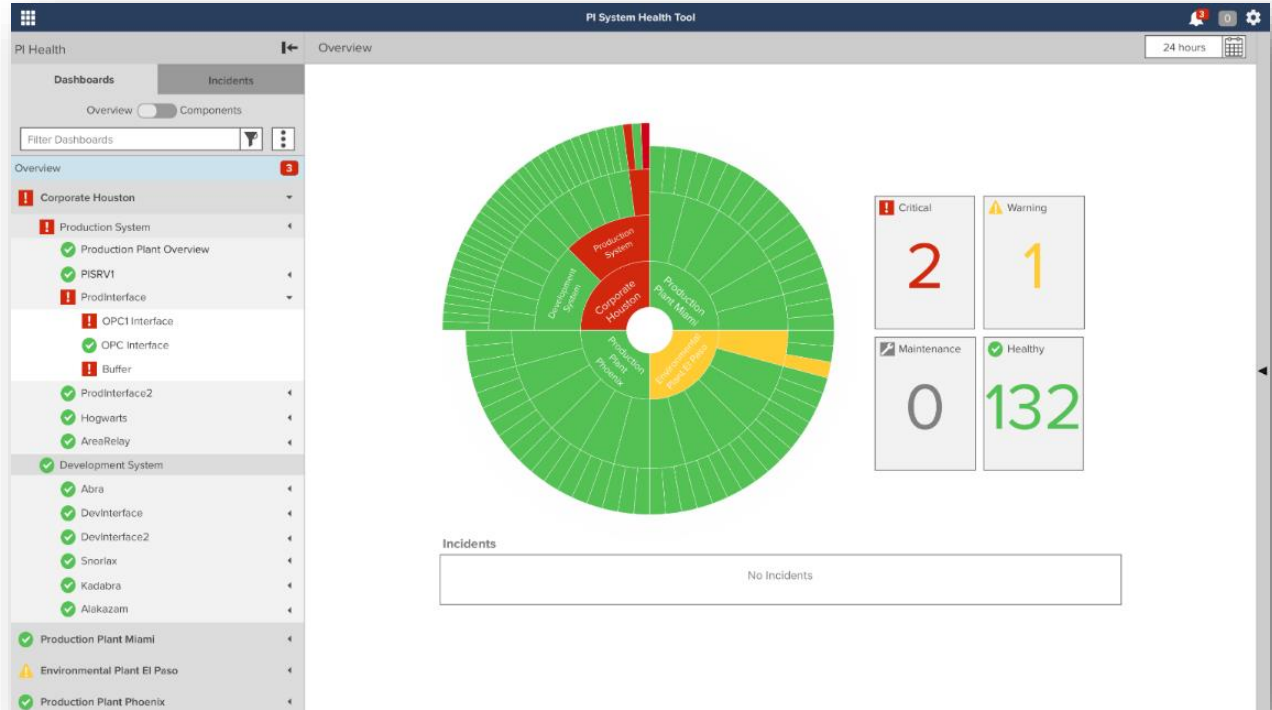 PI System Health Tool
3
0
PI Health
Overview
24 hours
Dashboards
Incidents
Overview
Components
Filter Dashboards
Overview
3
Corporate Houston
Production System
Production Plant Overview
PISRV1
ProdInterface
OPC1 Interface
OPC Interface
Buffer
ProdInterface2
Hogwarts
AreaRelay
Development System
Abra
DevInterface
DevInterface2
Snorlax
Kadabra
Alakazam
Production Plant Miami
Environmental Plant El Paso
Production Plant Phoenix
Production
System
Development
System
Corporate
Houston
Production
Plant Miami
Production
Plant
Phoenix
Environmental
Plant El Paso
Critical
2
Warning
1
Maintenance
0
Healthy
132
Incidents
No Incidents